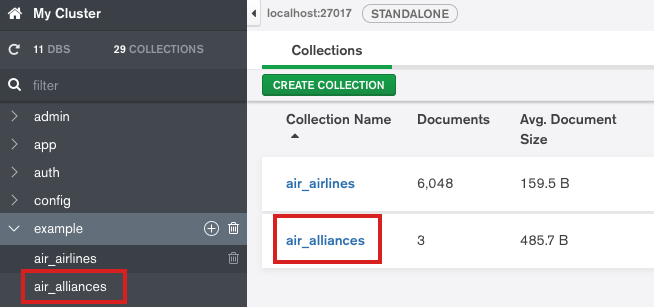 My Cluster
11 DBS 29 COLLECTIONS
filter
admin
app
auth
config
example
air_airlines
air_alliances
localhost:27017 STANDALONE
Collections
CREATE COLLECTION
Collection Name Documents Avg. Document Size
air_airlines 6,048 159.5 B
air_alliances 3 485.7 B